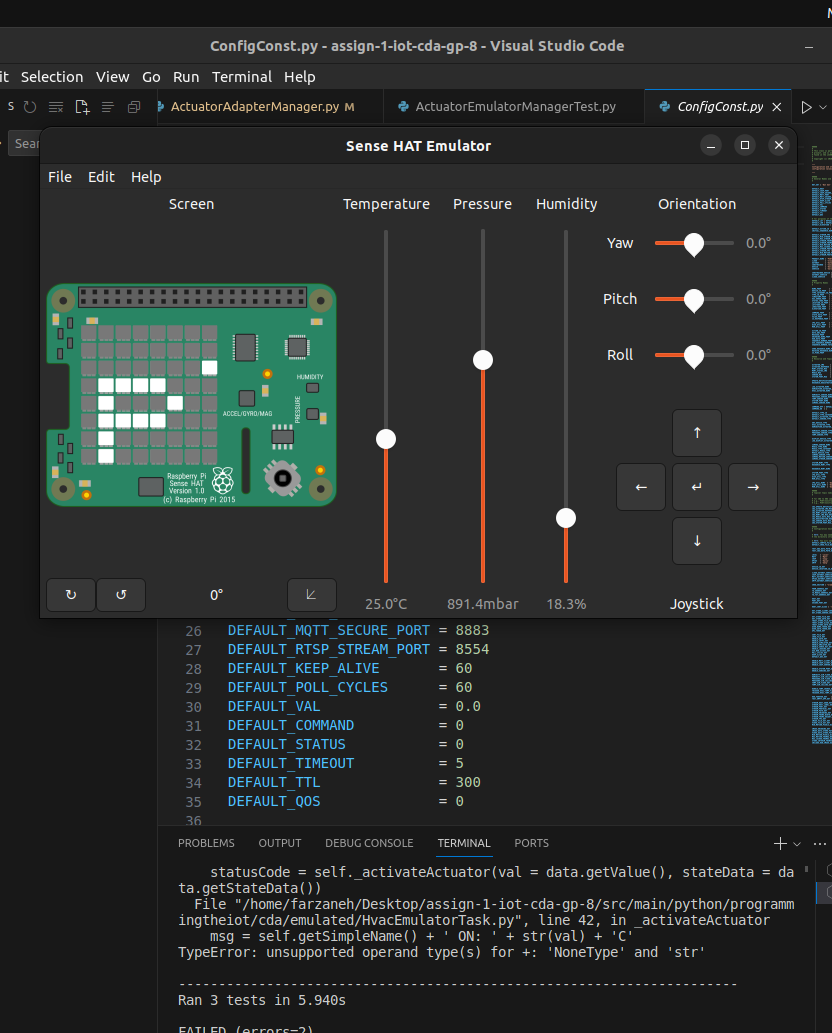 ConfigConst.py - assign-1-iot-cda-gp-8 - Visual Studio Code
it Selection View Go Run Terminal Help
S
ActuatorAdapterManager.py M
ActuatorEmulatorManagerTest.py
ConfigConst.py
Sear
Sense HAT Emulator
File Edit Help
Screen Temperature Pressure Humidity Orientation
Yaw 0.0°
Pitch 0.0°
Roll 0.0°
HUMIDITY
PRESSURE
ACCEL/GYRO/MAG
Raspberry Pi
Sense HAT
Version 1.0
(c) Raspberry Pi 2015
↑
← ↵ →
↓
↻ ↺ 0°
25.0°C 891.4mbar 18.3% Joystick
26 DEFAULT_MQTT_SECURE_PORT = 8883
27 DEFAULT_RTSP_STREAM_PORT = 8554
28 DEFAULT_KEEP_ALIVE = 60
29 DEFAULT_POLL_CYCLES = 60
30 DEFAULT_VAL = 0.0
31 DEFAULT_COMMAND = 0
32 DEFAULT_STATUS = 0
33 DEFAULT_TIMEOUT = 5
34 DEFAULT_TTL = 300
35 DEFAULT_QOS = 0
36
PROBLEMS OUTPUT DEBUG CONSOLE TERMINAL PORTS
statusCode = self._activateActuator(val = data.getValue(), stateData = da
ta.getStateData())
File "/home/farzaneh/Desktop/assign-1-iot-cda-gp-8/src/main/python/programm
ingtheiot/cda/emulated/HvacEmulatorTask.py", line 42, in _activateActuator
msg = self.getSimpleName() + ' ON: ' + str(val) + 'C'
TypeError: unsupported operand type(s) for +: 'NoneType' and 'str'
----------------------------------------------------------------------
Ran 3 tests in 5.940s
FAILED (errors=2)